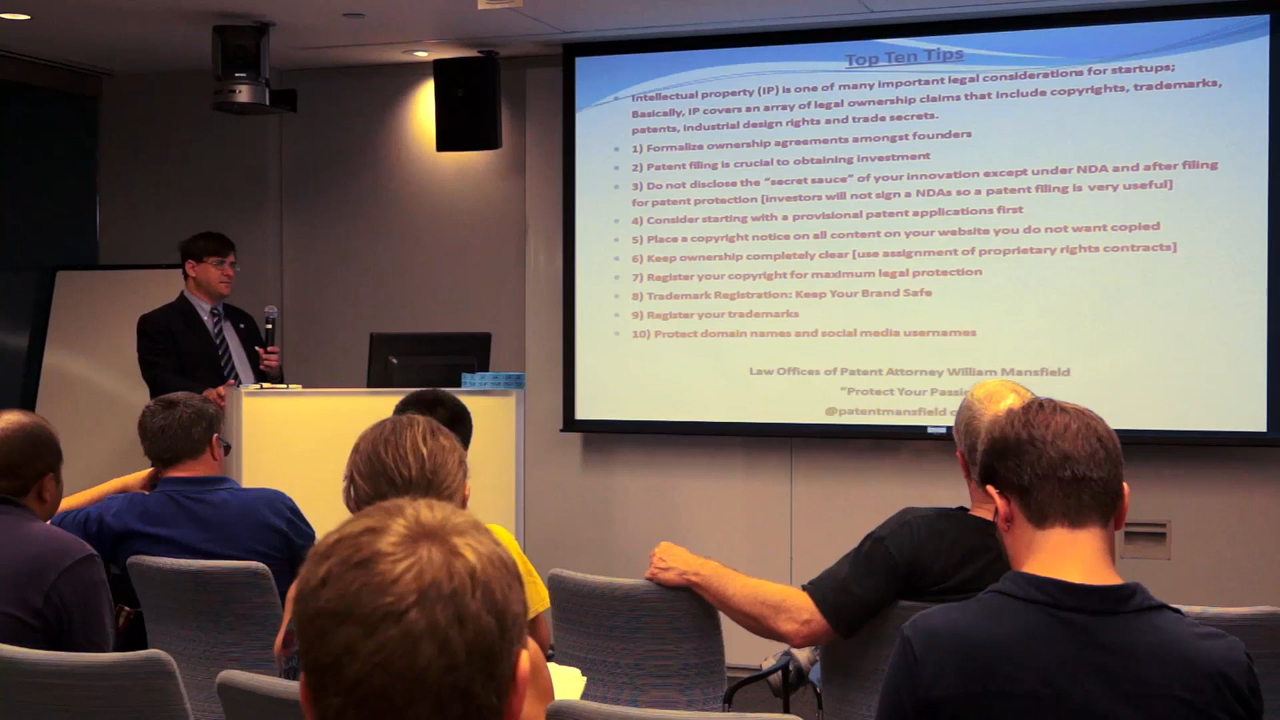 Top Ten Tips
Intellectual property (IP) is one of many important legal considerations for startups;
Basically, IP covers an array of legal ownership claims that include copyrights, trademarks,
patents, industrial design rights and trade secrets.
1) Formalize ownership agreements amongst founders
2) Patent filing is crucial to obtaining investment
3) Do not disclose the “secret sauce” of your innovation except under NDA and after filing
for patent protection [investors will not sign a NDAs so a patent filing is very useful]
4) Consider starting with a provisional patent applications first
5) Place a copyright notice on all content on your website you do not want copied
6) Keep ownership completely clear [use assignment of proprietary rights contracts]
7) Register your copyright for maximum legal protection
8) Trademark Registration: Keep Your Brand Safe
9) Register your trademarks
10) Protect domain names and social media usernames
Law Offices of Patent Attorney William Mansfield
“Protect Your
@patentmansfield